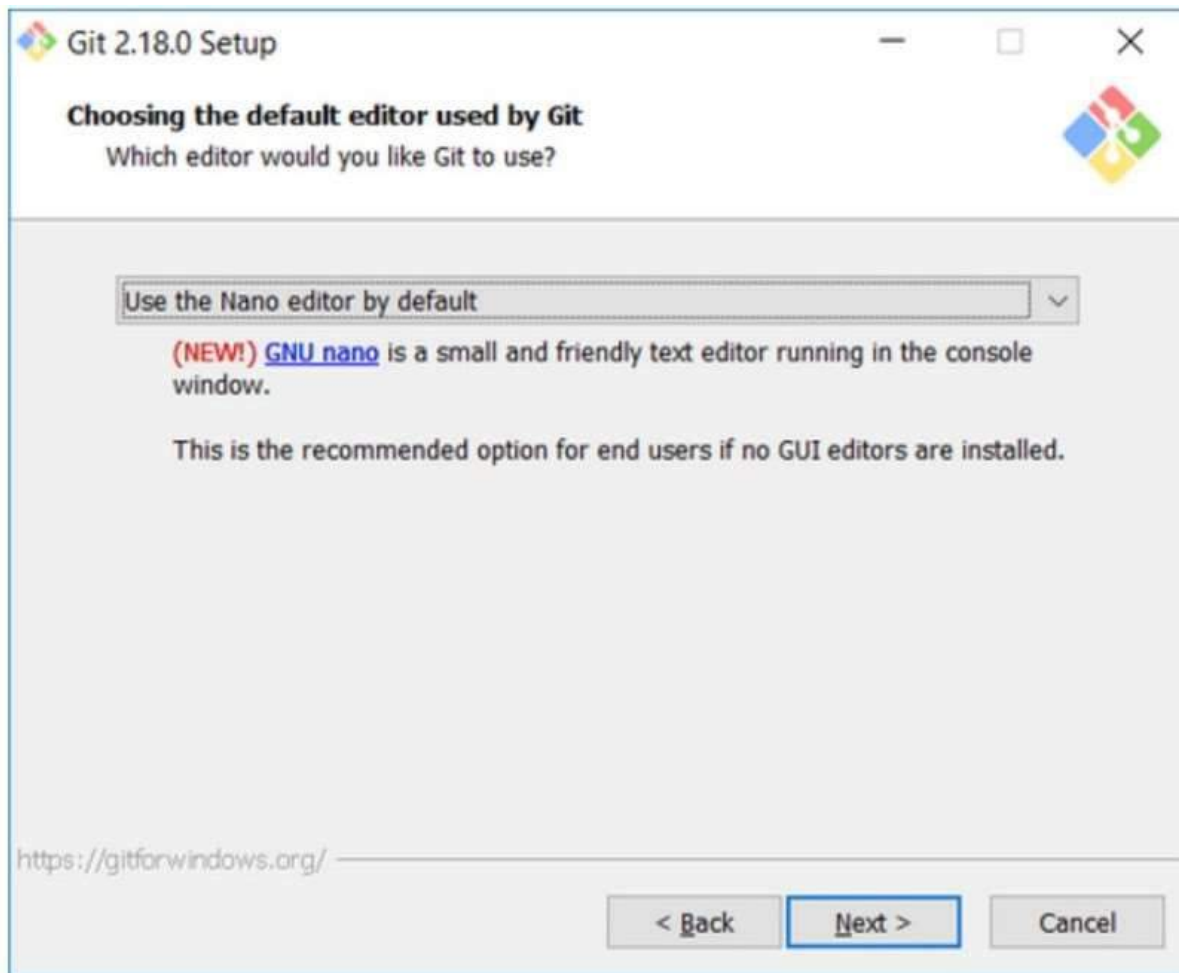 Git 2.18.0 Setup
Choosing the default editor used by Git
Which editor would you like Git to use?
Use the Nano editor by default
(NEW!) GNU nano is a small and friendly text editor running in the console
window.
This is the recommended option for end users if no GUI editors are installed.
https://gitforwindows.org/
< Back Next > Cancel